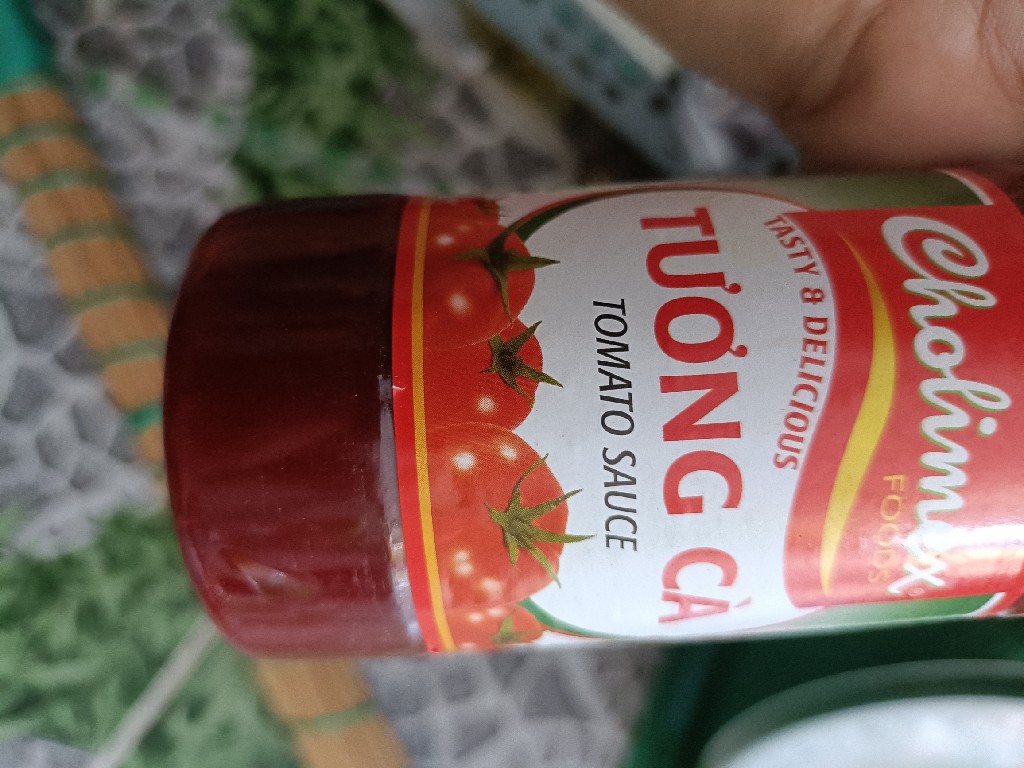 Cholimex®
FOODS
TASTY & DELICIOUS
TƯƠNG CÀ
TOMATO SAUCE